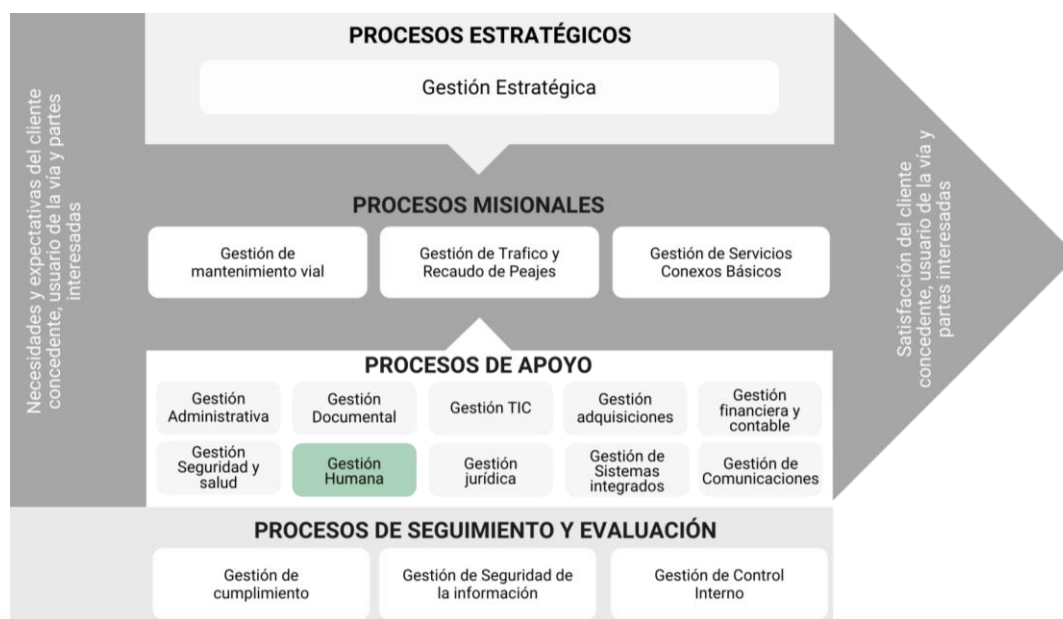 Necesidades y expectativas del cliente
concedente, usuario de la vía y partes
interesadas
PROCESOS ESTRATÉGICOS
Gestión Estratégica
PROCESOS MISIONALES
Gestión de
mantenimiento vial
Gestión de Trafico y
Recaudo de Peajes
Gestión de Servicios
Conexos Básicos
PROCESOS DE APOYO
Gestión
Administrativa
Gestión
Documental
Gestión TIC
Gestión
adquisiciones
Gestión
financiera y
contable
Gestión
Seguridad y
salud
Gestión
Humana
Gestión
jurídica
Gestión de
Sistemas
integrados
Gestión de
Comunicaciones
PROCESOS DE SEGUIMIENTO Y EVALUACIÓN
Gestión de
cumplimiento
Gestión de Seguridad de
la información
Gestión de Control
Interno
Satisfacción del cliente
concedente, usuario de la vía y
partes interesadas